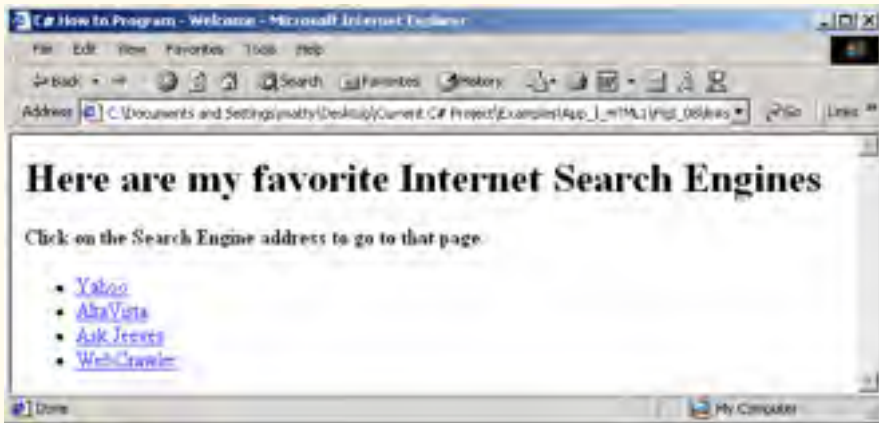 C# How to Program - Welcome - Microsoft Internet Explorer
File Edit View Favorites Tools Help
Back Search Favorites History
Address C:\Documents and Settings\ Go Links »
Here are my favorite Internet Search Engines
Click on the Search Engine address to go to that page.
• Yahoo
• AltaVista
• Ask Jeeves
• WebCrawler
Done My Computer